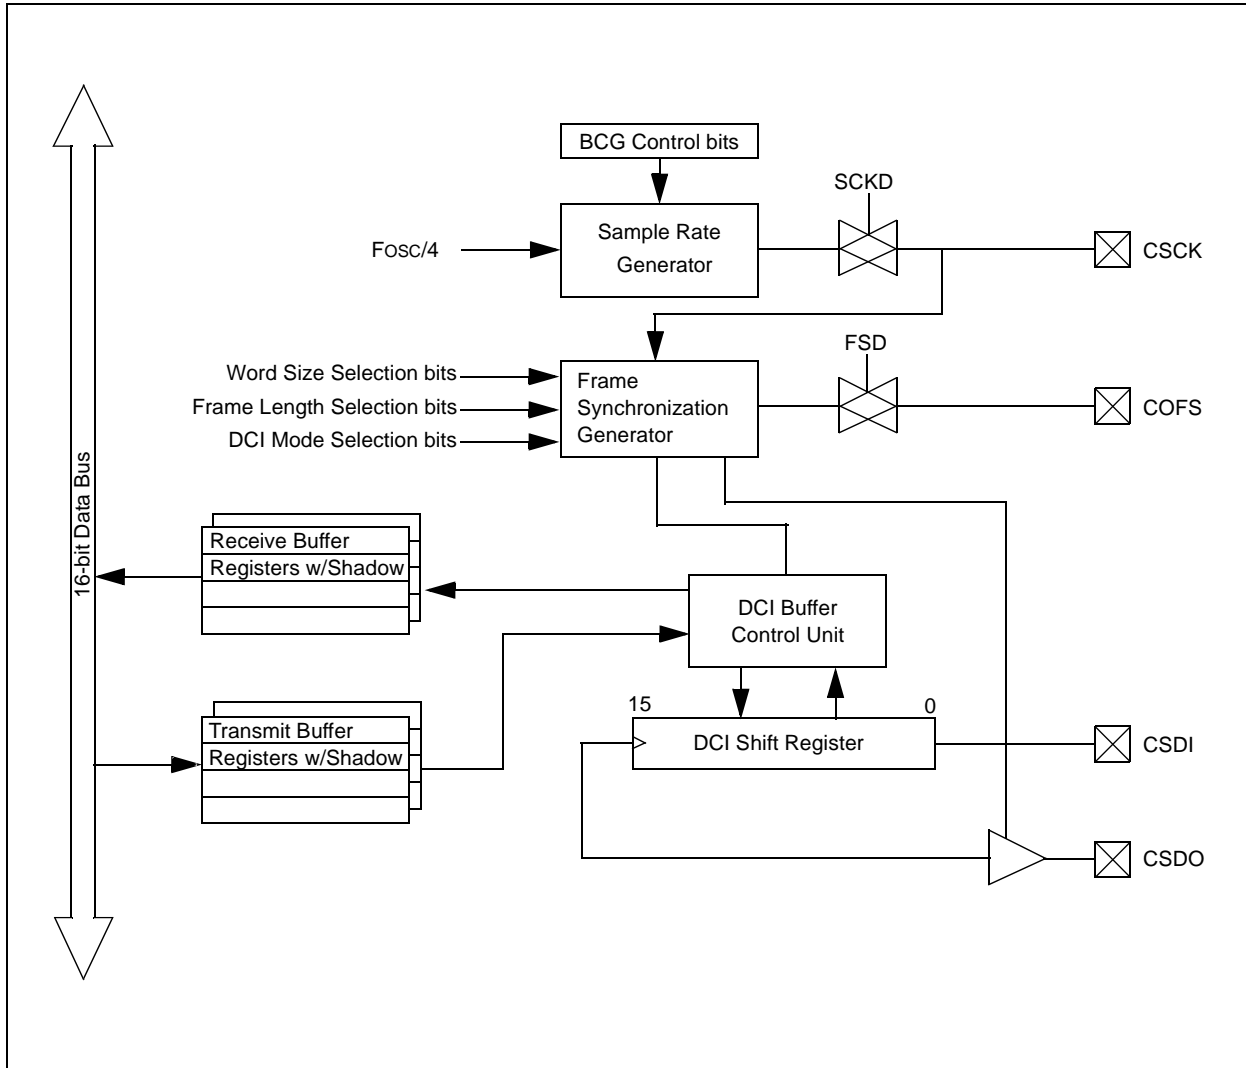 BCG Control bits
SCKD
Sample Rate
Generator
FOSC/4
CSCK
FSD
Word Size Selection bits
Frame Length Selection bits
DCI Mode Selection bits
Frame
Synchronization
Generator
COFS
16-bit Data Bus
Receive Buffer
Registers w/Shadow
DCI Buffer
Control Unit
Transmit Buffer
Registers w/Shadow
15
0
DCI Shift Register
CSDI
CSDO